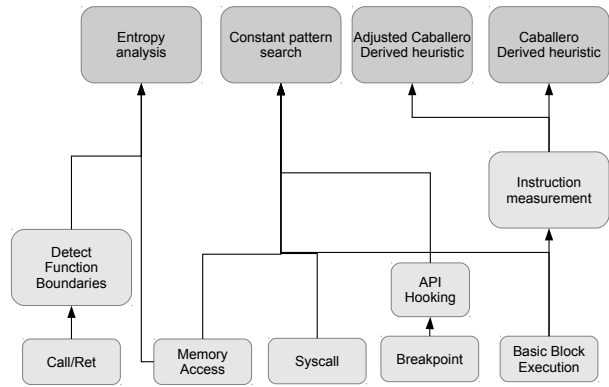 Entropy
analysis
Constant pattern
search
Adjusted Caballero
Derived heuristic
Caballero
Derived heuristic
Instruction
measurement
Detect
Function
Boundaries
API
Hooking
Call/Ret
Memory
Access
Syscall
Breakpoint
Basic Block
Execution